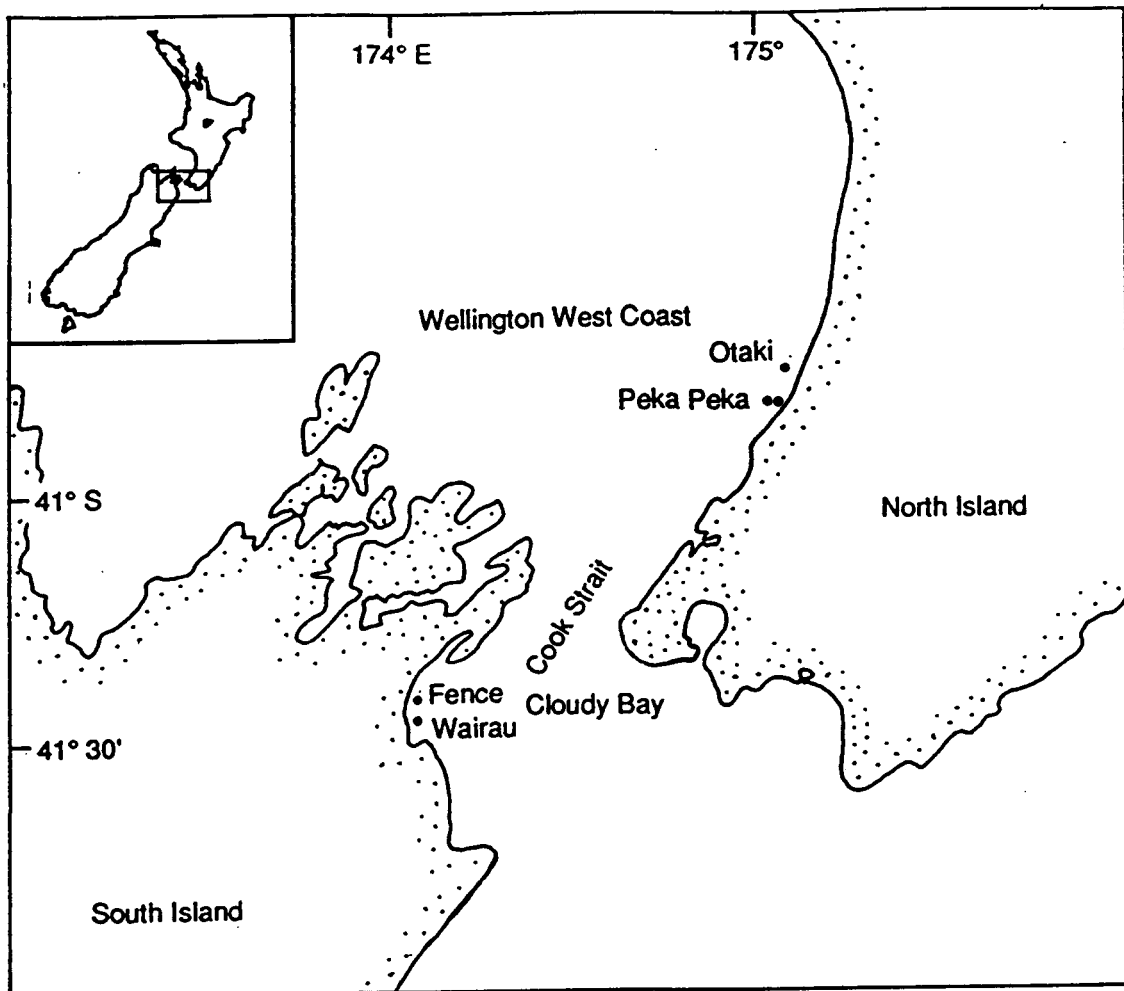 174° E
175°
Wellington West Coast
Otaki
Peka Peka
41° S
North Island
Cook Strait
Fence
Cloudy Bay
Wairau
41° 30'
South Island